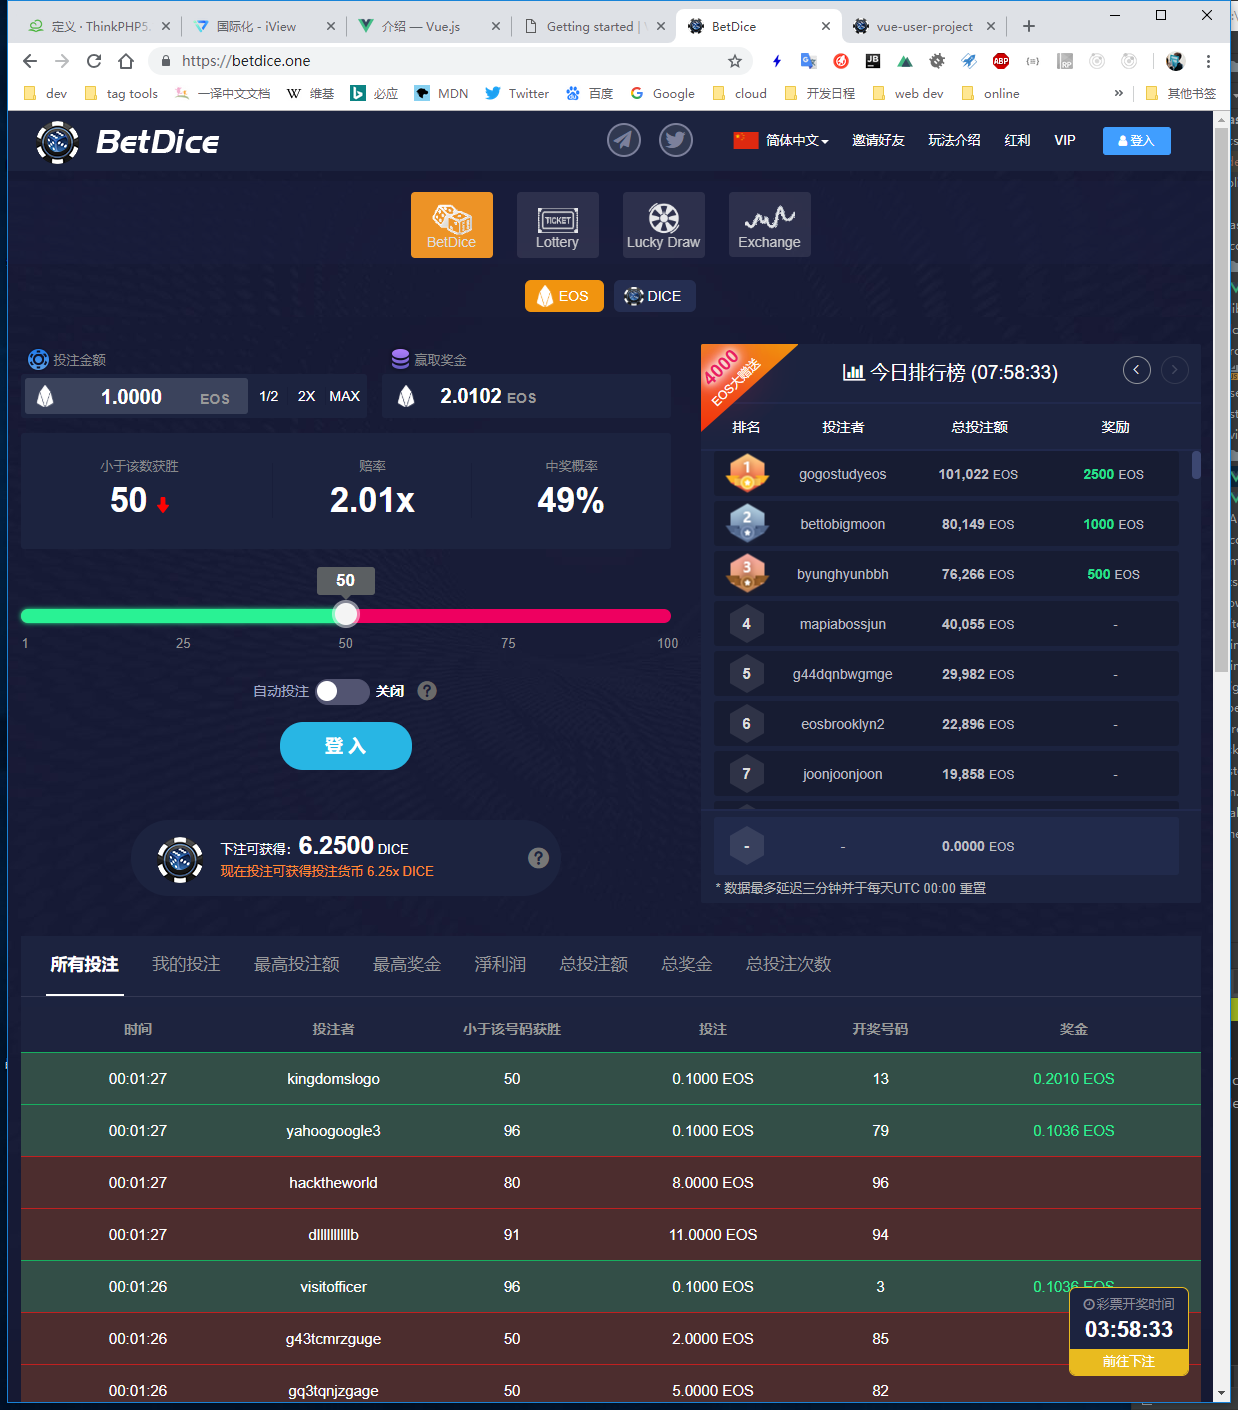 定义 · ThinkPHP5.
国际化 - iView
介绍 — Vue.js
Getting started | V
BetDice
vue-user-project
https://betdice.one
dev
tag tools
一译中文文档
维基
必应
MDN
Twitter
百度
Google
cloud
开发日程
web dev
online
其他书签
BetDice
简体中文
邀请好友
玩法介绍
红利
VIP
登入
BetDice
TICKET
Lottery
Lucky Draw
Exchange
EOS
DICE
投注金额
赢取奖金
1.0000 EOS
1/2
2X
MAX
2.0102 EOS
小于该数获胜
赔率
中奖概率
50
2.01x
49%
50
1
25
50
75
100
自动投注
关闭
?
登 入
下注可获得: 6.2500 DICE
现在投注可获得投注货币 6.25x DICE
?
4000
EOS大赠送
今日排行榜 (07:58:33)
排名 投注者 总投注额 奖励
1 gogostudyeos 101,022 EOS 2500 EOS
2 bettobigmoon 80,149 EOS 1000 EOS
3 byunghyunbbh 76,266 EOS 500 EOS
4 mapiabossjun 40,055 EOS -
5 g44dqnbwgmge 29,982 EOS -
6 eosbrooklyn2 22,896 EOS -
7 joonjoonjoon 19,858 EOS -
- - 0.0000 EOS
* 数据最多延迟三分钟并于每天UTC 00:00 重置
所有投注 我的投注 最高投注额 最高奖金 淨利润 总投注额 总奖金 总投注次数
时间 投注者 小于该号码获胜 投注 开奖号码 奖金
00:01:27 kingdomslogo 50 0.1000 EOS 13 0.2010 EOS
00:01:27 yahoogoogle3 96 0.1000 EOS 79 0.1036 EOS
00:01:27 hacktheworld 80 8.0000 EOS 96
00:01:27 91 11.0000 EOS 94
00:01:26 visitofficer 96 0.1000 EOS 3 0.1036 EOS
00:01:26 g43tcmrzguge 50 2.0000 EOS 85
00:01:26 gq3tqnjzgage 50 5.0000 EOS 82
彩票开奖时间
03:58:33
前往下注